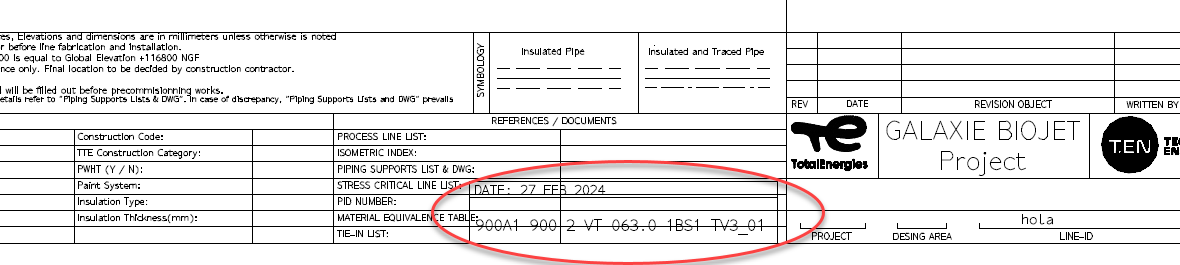 es, Elevations and dimensions are in millimeters unless otherwise is noted
or before line fabrication and installation.
00 is equal to Global Elevation +116800 NGF
nce only. Final location to be decided by construction contractor.
will be filled out before precommisionning works.
etails refer to "Piping Supports Lists & DWG". In case of discrepancy, "Piping Supports Lists and DWG" prevails
SYMBOLOGY
Insulated Pipe
Insulated and Traced Pipe
REV
DATE
REVISION OBJECT
WRITTEN BY
REFERENCES / DOCUMENTS
Construction Code:
TTE Construction Category:
PWHT (Y / N):
Paint System:
Insulation Type:
Insulation Thickness(mm):
PROCESS LINE LIST:
ISOMETRIC INDEX:
PIPING SUPPORTS LIST & DWG:
STRESS CRITICAL LINE LIST:
PID NUMBER:
MATERIAL EQUIVALENCE TABLE:
TIE-IN LIST:
DATE: 27 FEB 2024
900A1-900-2-VT-063.0-1BS1-TV3_01
TotalEnergies
GALAXIE BIOJET
Project
T.EN
TE
EN
hola
PROJECT
DESING AREA
LINE-ID